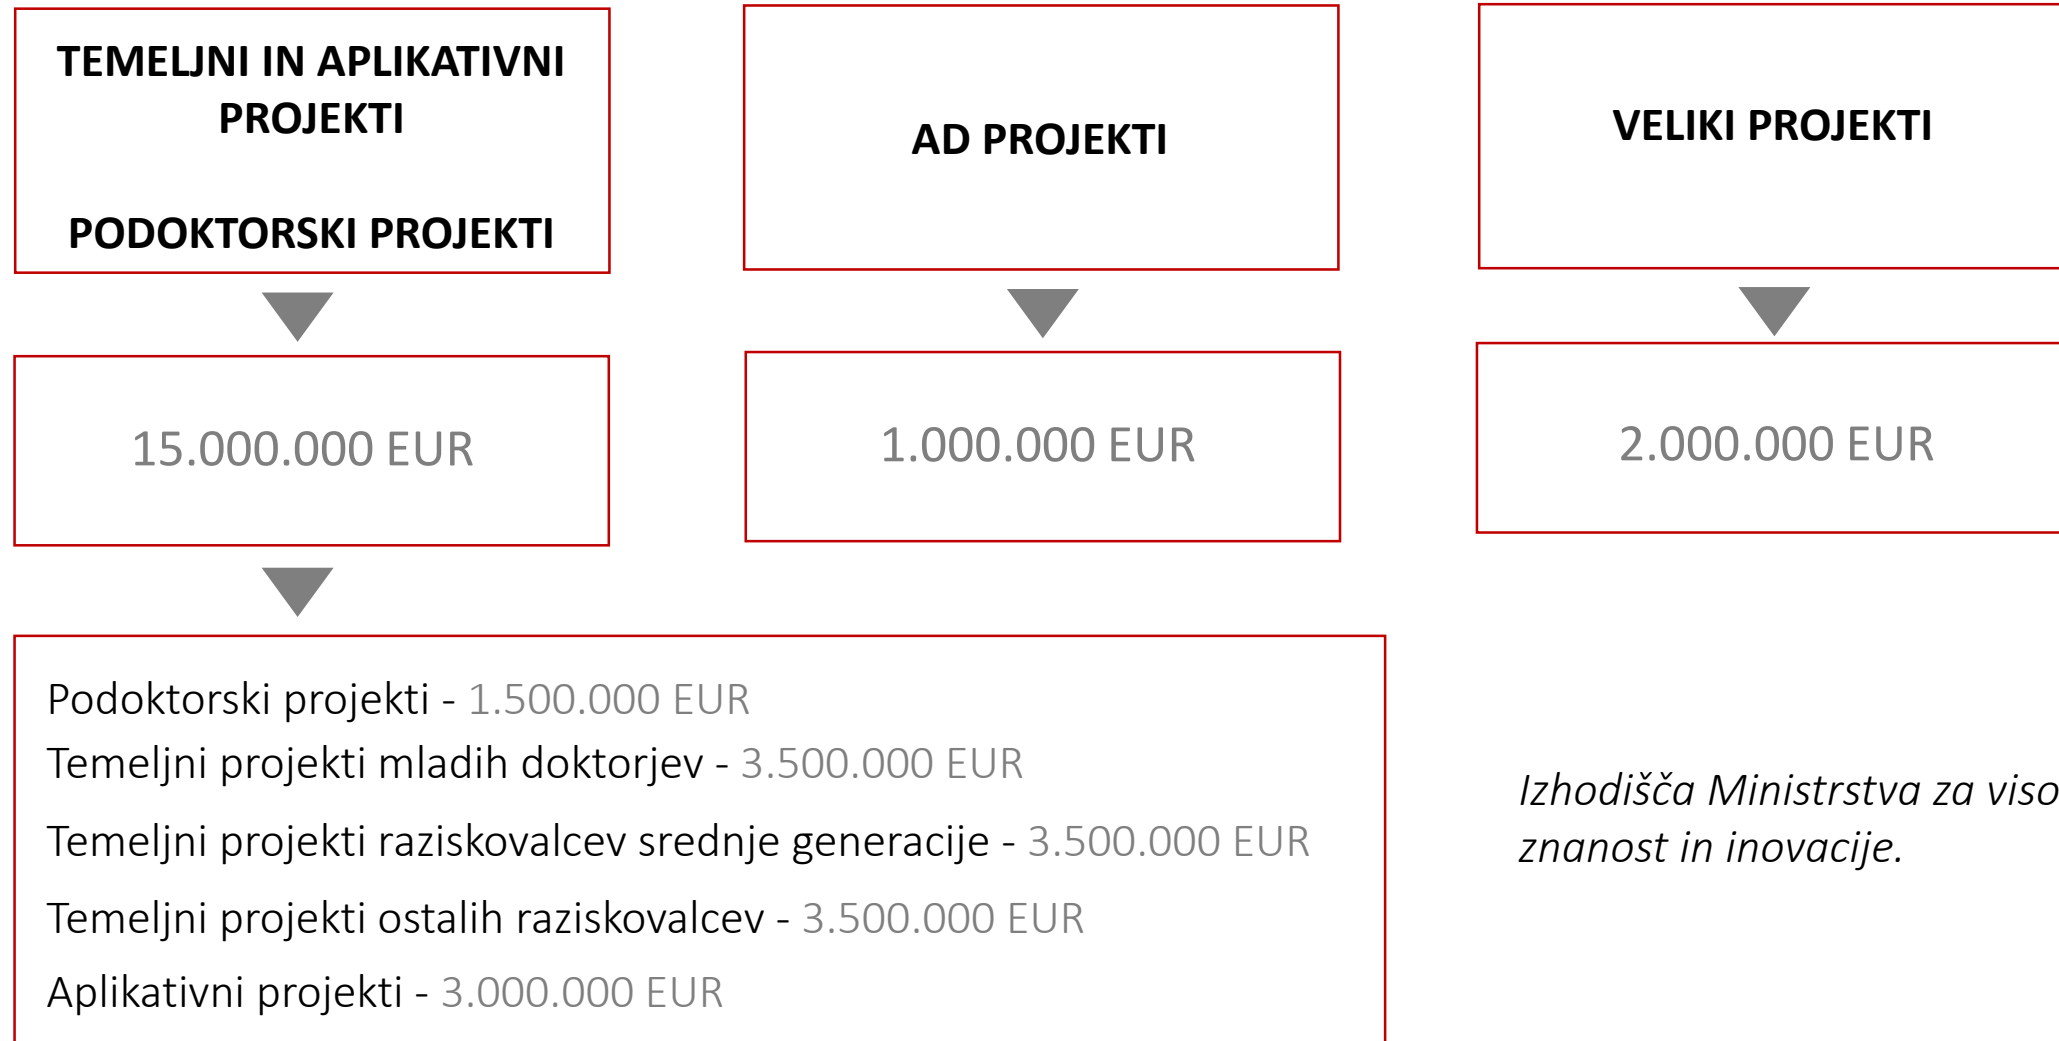 TEMELJNI IN APLIKATIVNI
PROJEKTI
PODOKTORSKI PROJEKTI
AD PROJEKTI
VELIKI PROJEKTI
15.000.000 EUR
1.000.000 EUR
2.000.000 EUR
Podoktorski projekti - 1.500.000 EUR
Temeljni projekti mladih doktorjev - 3.500.000 EUR
Temeljni projekti raziskovalcev srednje generacije - 3.500.000 EUR
Temeljni projekti ostalih raziskovalcev - 3.500.000 EUR
Aplikativni projekti - 3.000.000 EUR
Izhodišča Ministrstva za viso
znanost in inovacije.